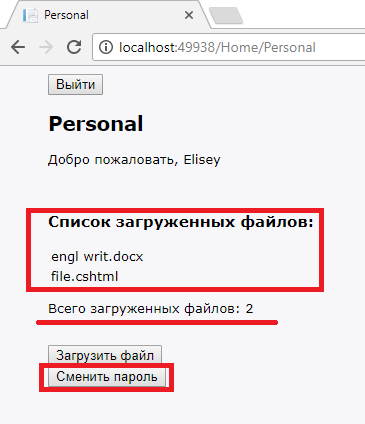 Personal
localhost:49938/Home/Personal
Выйти
Personal
Добро пожаловать, Elisey
Список загруженных файлов:
engl writ.docx
file.cshtml
Всего загруженных файлов: 2
Загрузить файл
Сменить пароль